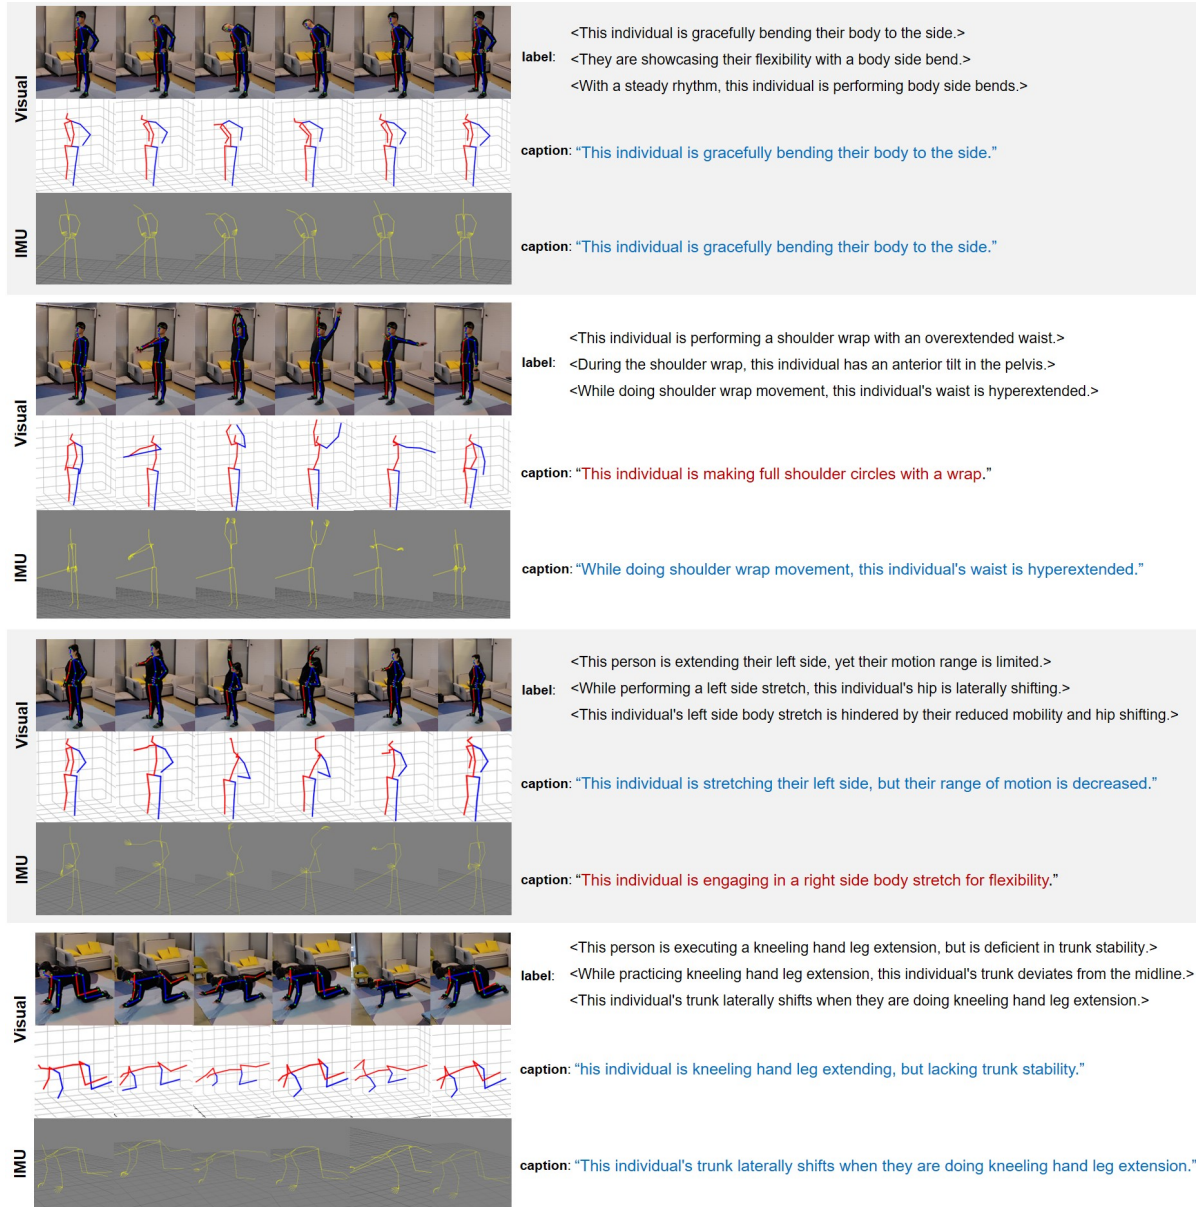 Visual
IMU
label:
<This individual is gracefully bending their body to the side.>
<They are showcasing their flexibility with a body side bend.>
<With a steady rhythm, this individual is performing body side bends.>
caption: “This individual is gracefully bending their body to the side.”
caption: “This individual is gracefully bending their body to the side.”
Visual
IMU
label:
<This individual is performing a shoulder wrap with an overextended waist.>
<During the shoulder wrap, this individual has an anterior tilt in the pelvis.>
<While doing shoulder wrap movement, this individual's waist is hyperextended.>
caption: “This individual is making full shoulder circles with a wrap.”
caption: “While doing shoulder wrap movement, this individual's waist is hyperextended.”
Visual
IMU
label:
<This person is extending their left side, yet their motion range is limited.>
<While performing a left side stretch, this individual's hip is laterally shifting.>
<This individual's left side body stretch is hindered by their reduced mobility and hip shifting.>
caption: “This individual is stretching their left side, but their range of motion is decreased.”
caption: “This individual is engaging in a right side body stretch for flexibility.”
Visual
IMU
label:
<This person is executing a kneeling hand leg extension, but is deficient in trunk stability.>
<While practicing kneeling hand leg extension, this individual's trunk deviates from the midline.>
<This individual's trunk laterally shifts when they are doing kneeling hand leg extension.>
caption: “his individual is kneeling hand leg extending, but lacking trunk stability.”
caption: “This individual's trunk laterally shifts when they are doing kneeling hand leg extension.”